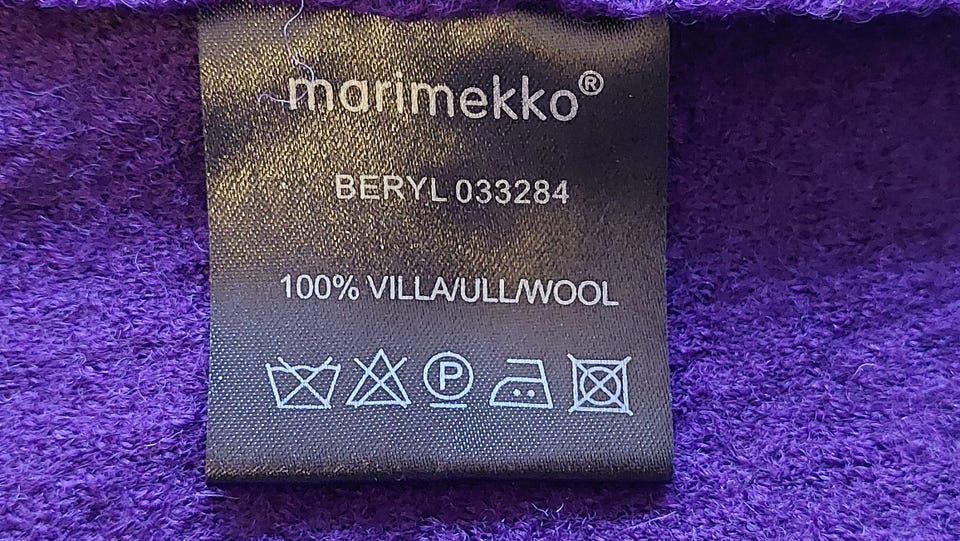 marimekko®
BERYL 033284
100% VILLA/ULL/WOOL
P